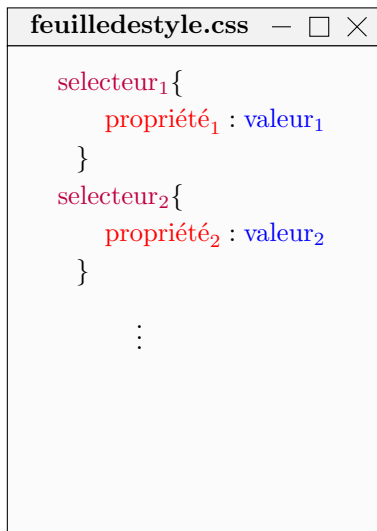 feuilledestyle.css
selecteur₁{
propriété₁ : valeur₁
}
selecteur₂{
propriété₂ : valeur₂
}
⋮